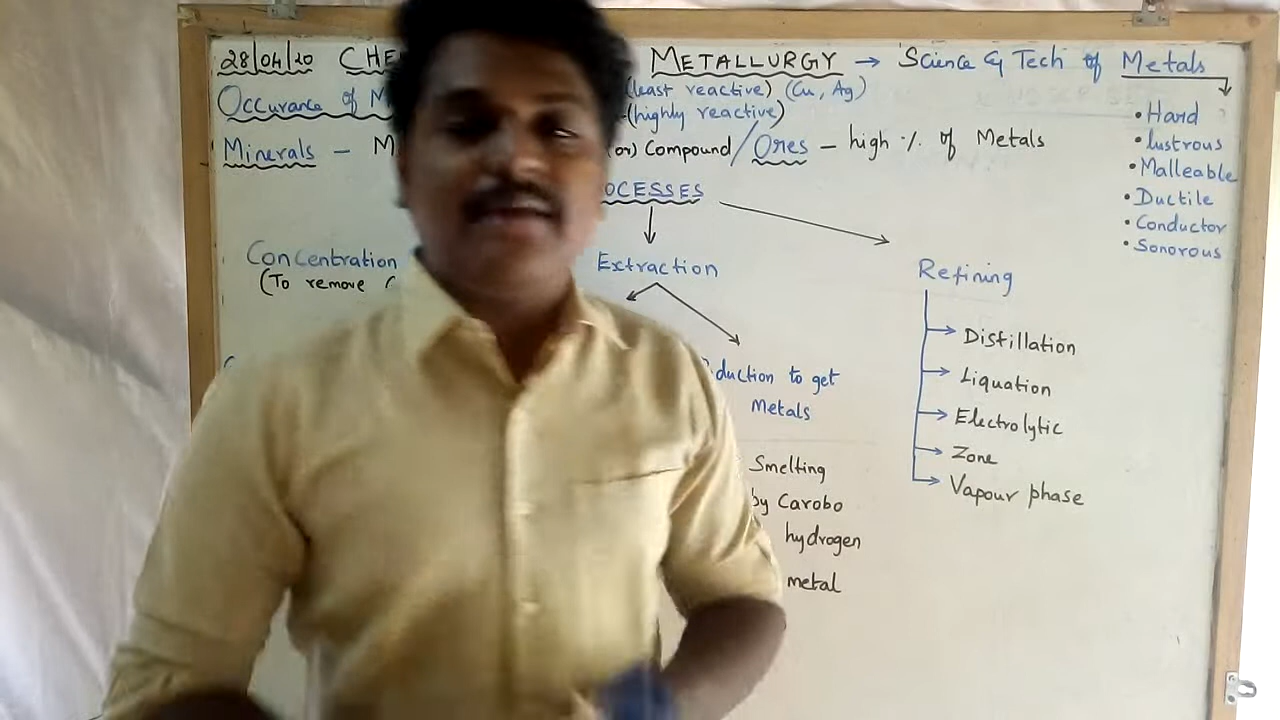 28/04/20 CHE METALLURGY → Science & Tech of Metals
Occurance of M (least reactive) (Cu, Ag)
(highly reactive)
Minerals – M (or) Compound / Ores – high % of Metals
• Hard
• lustrous
• Malleable
• Ductile
• Conductor
• Sonorous
OCESSES
Concentration
(To remove
Extraction
duction to get
Metals
Smelting
by Carobo
hydrogen
metal
Refining
Distillation
Liquation
Electrolytic
Zone
Vapour phase